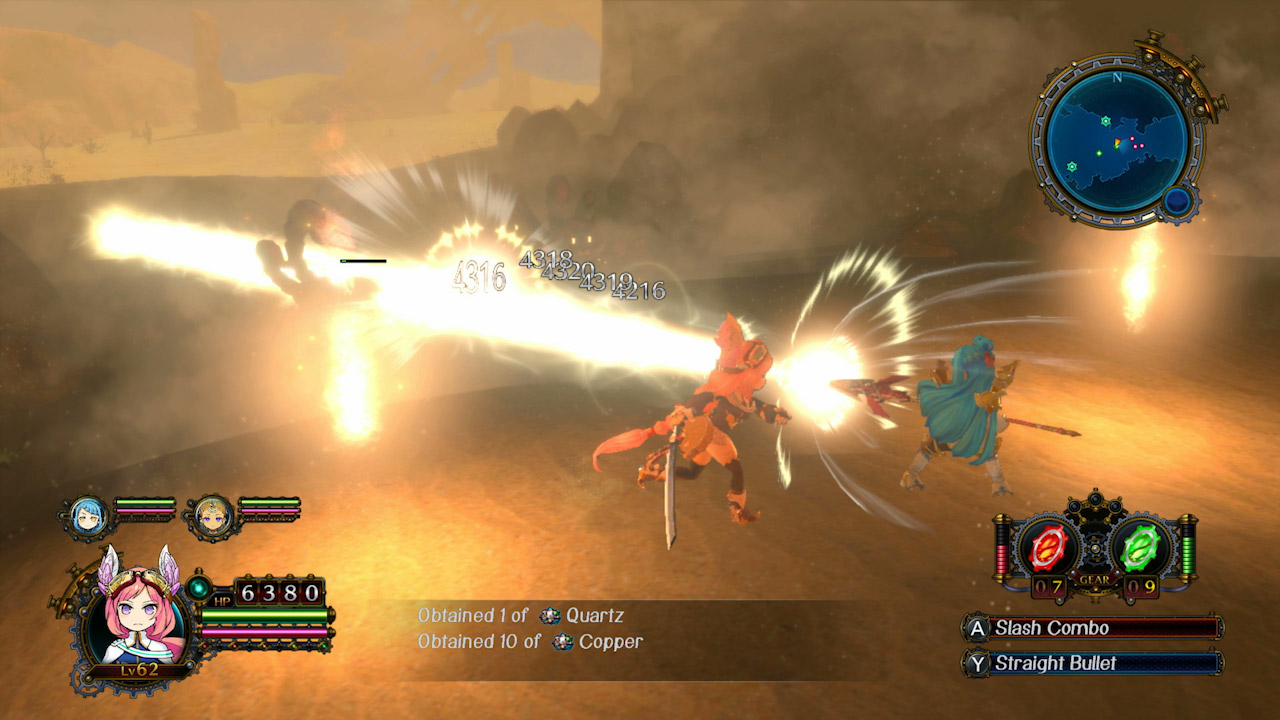 N
4318
4316
4320
4319
4216
HP 6380
Lv62
Obtained 1 of Quartz
Obtained 10 of Copper
07 GEAR 09
A Slash Combo
Y Straight Bullet